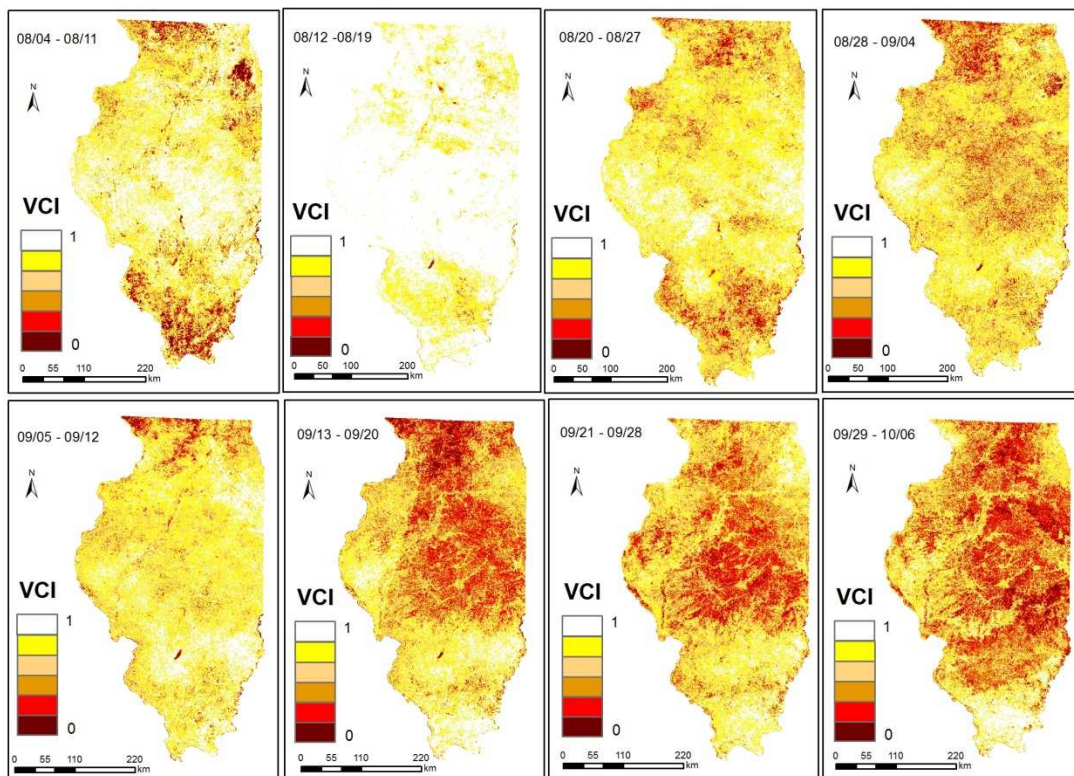 08/04 - 08/11
N
VCI
1
0
0 55 110 220
km
08/12 -08/19
N
VCI
1
0
0 50 100 200
km
08/20 - 08/27
N
VCI
1
0
0 50 100 200
km
08/28 - 09/04
N
VCI
1
0
0 50 100 200
km
09/05 - 09/12
N
VCI
1
0
0 55 110 220
km
09/13 - 09/20
N
VCI
1
0
0 55 110 220
km
09/21 - 09/28
N
VCI
1
0
0 55 110 220
km
09/29 - 10/06
N
VCI
1
0
0 55 110 220
km